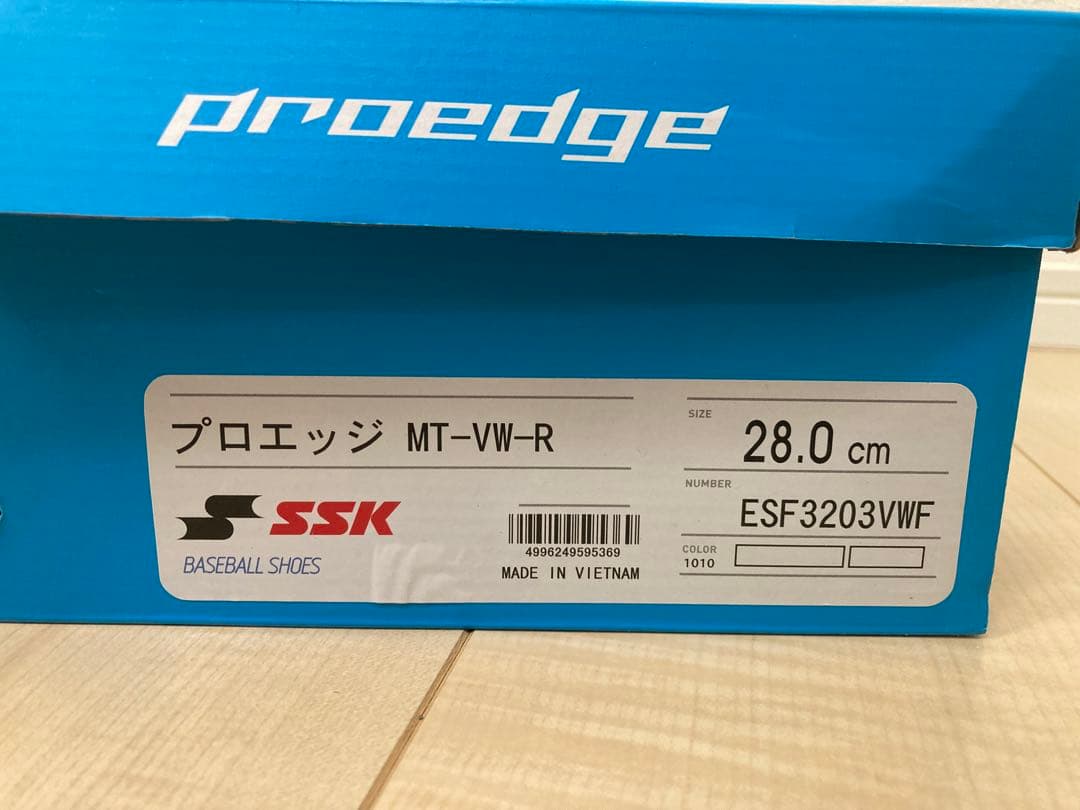 proedge
プロエッジ MT-VW-R
SSK
BASEBALL SHOES
4996249595369
MADE IN VIETNAM
SIZE
28.0 cm
NUMBER
ESF3203VWF
COLOR
1010